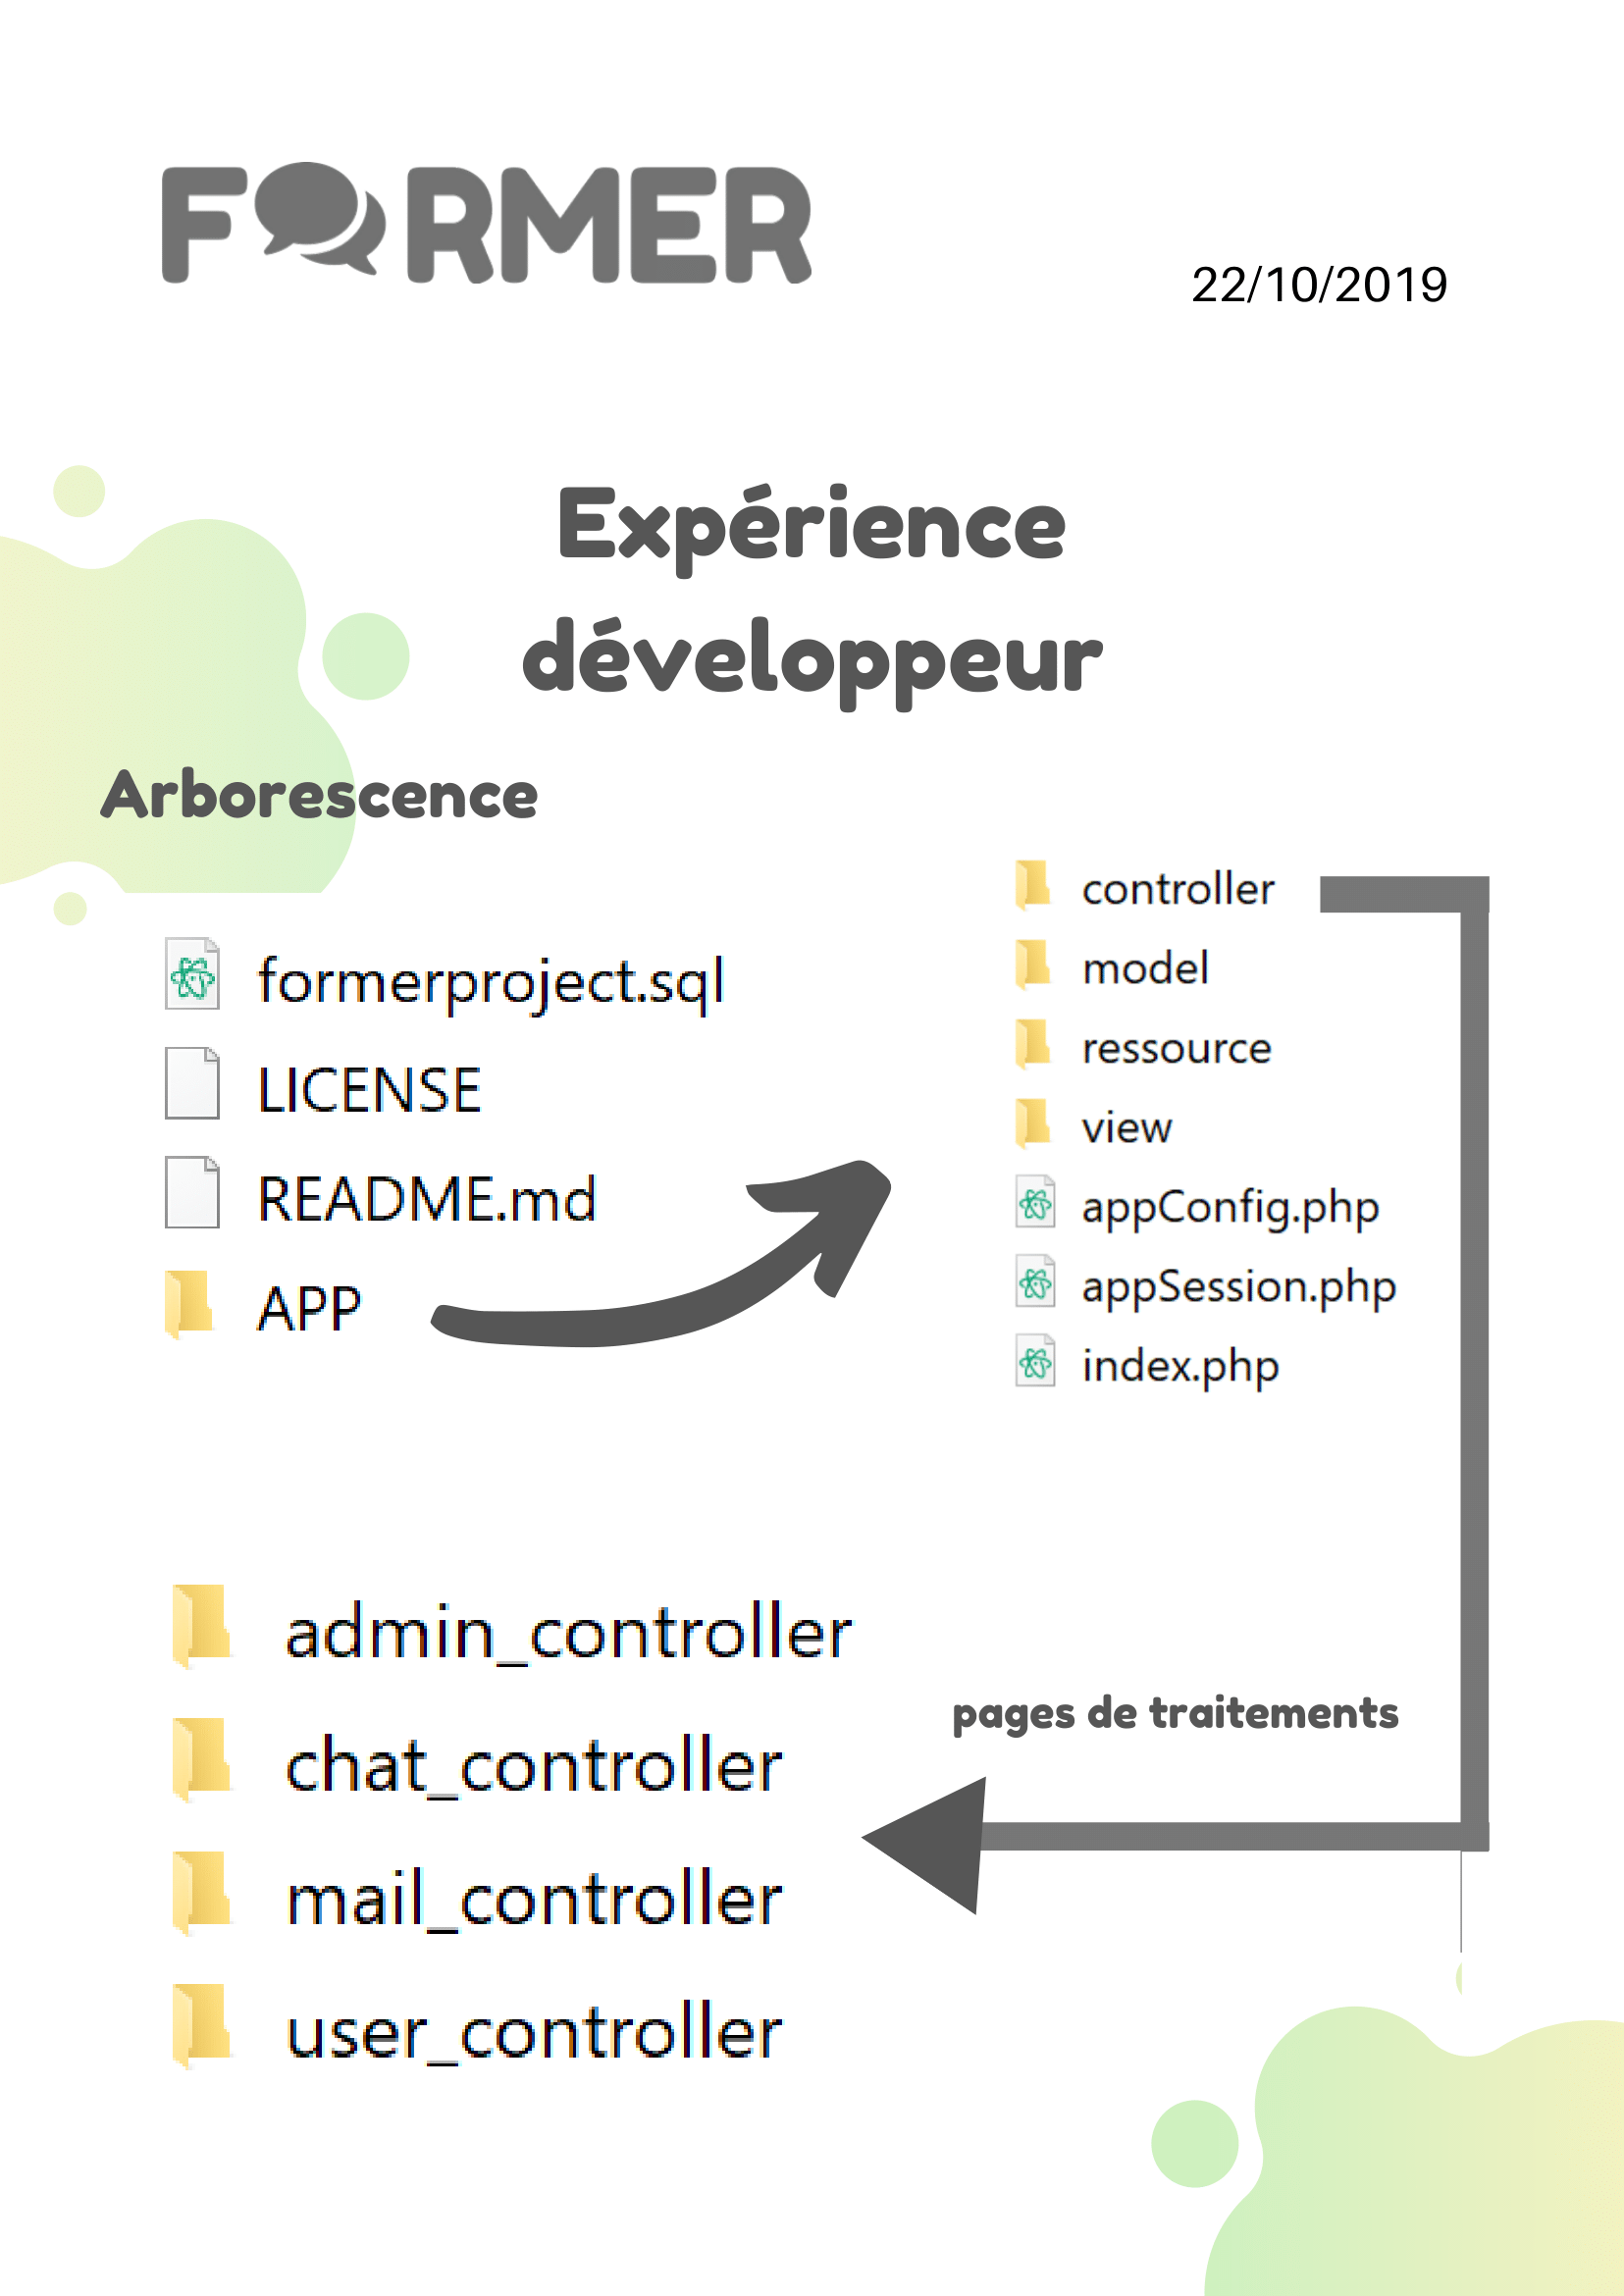 FORMER
22/10/2019
Expérience
développeur
Arborescence
formerproject.sql
LICENSE
README.md
APP
controller
model
ressource
view
appConfig.php
appSession.php
index.php
admin_controller
chat_controller
mail_controller
user_controller
pages de traitements